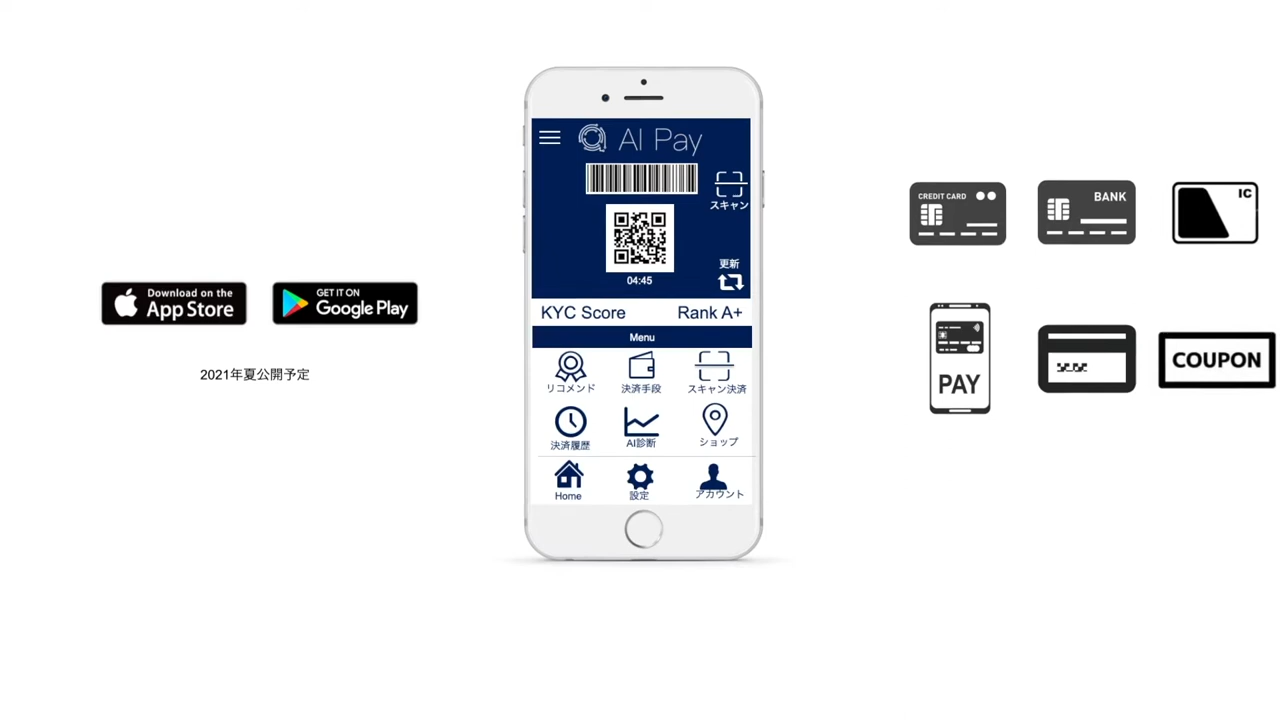 Download on the
App Store
GET IT ON
Google Play
2021年夏公開予定
AI Pay
スキャン
更新
04:45
KYC Score Rank A+
Menu
リコメンド 決済手段 スキャン決済
決済履歴 AI診断 ショップ
Home 設定 アカウント
CREDIT CARD
BANK
IC
PAY
COUPON